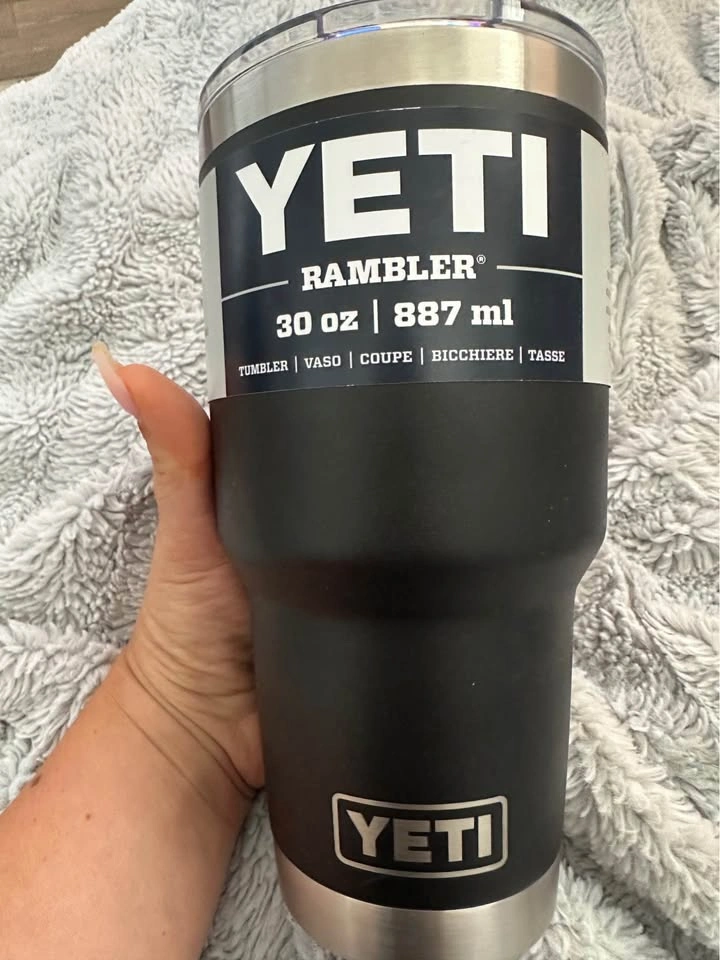 YETI
RAMBLER®
30 oz | 887 ml
TUMBLER | VASO | COUPE | BICCHIERE | TASSE
YETI